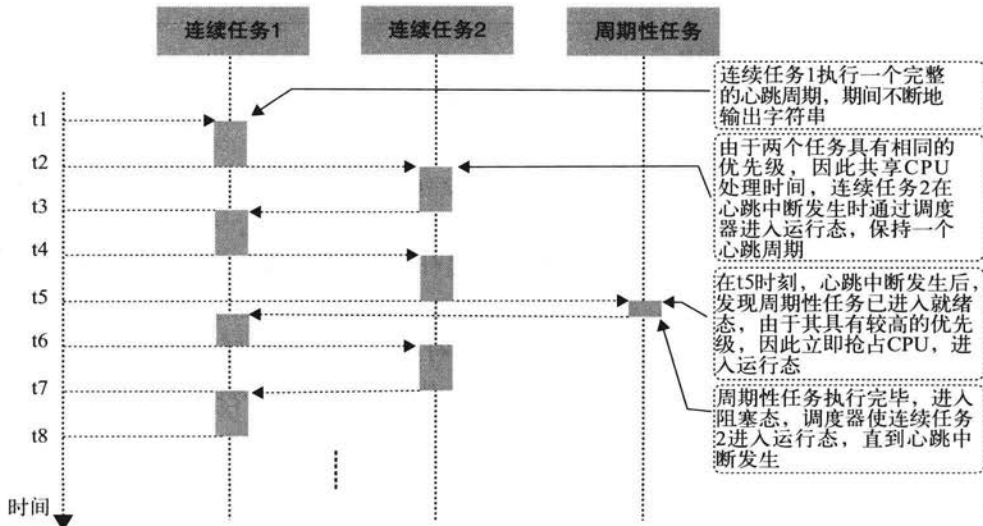 连续任务1
连续任务2
周期性任务
连续任务1执行一个完整
的心跳周期，期间不断地
输出字符串
t1
t2
t3
t4
t5
t6
t7
t8
时间
由于两个任务具有相同的
优先级，因此共享CPU
处理时间，连续任务2在
心跳中断发生时通过调度
器进入运行态，保持一个
心跳周期
在t5时刻，心跳中断发生后，
发现周期性任务已进入就绪
态，由于其具有较高的优先
级，因此立即抢占CPU，进
入运行态
周期性任务执行完毕，进入
阻塞态，调度器使连续任务
2进入运行态，直到心跳中
断发生